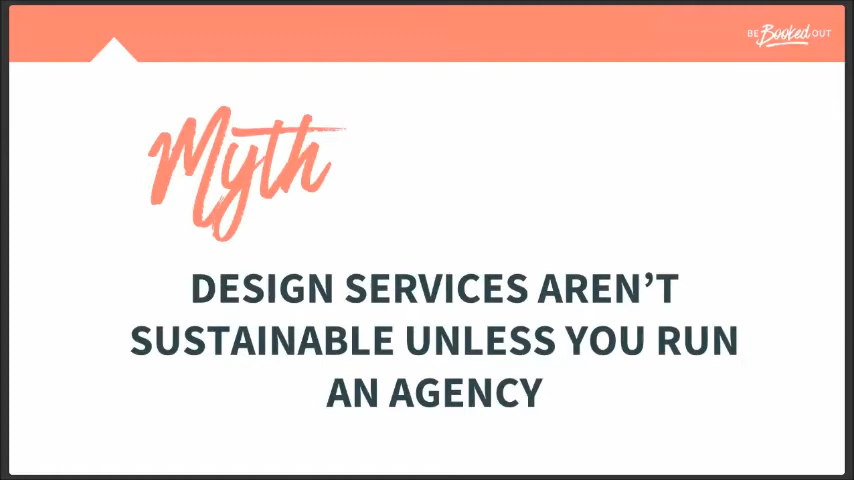 BE Booked OUT
Myth
DESIGN SERVICES AREN’T
SUSTAINABLE UNLESS YOU RUN
AN AGENCY